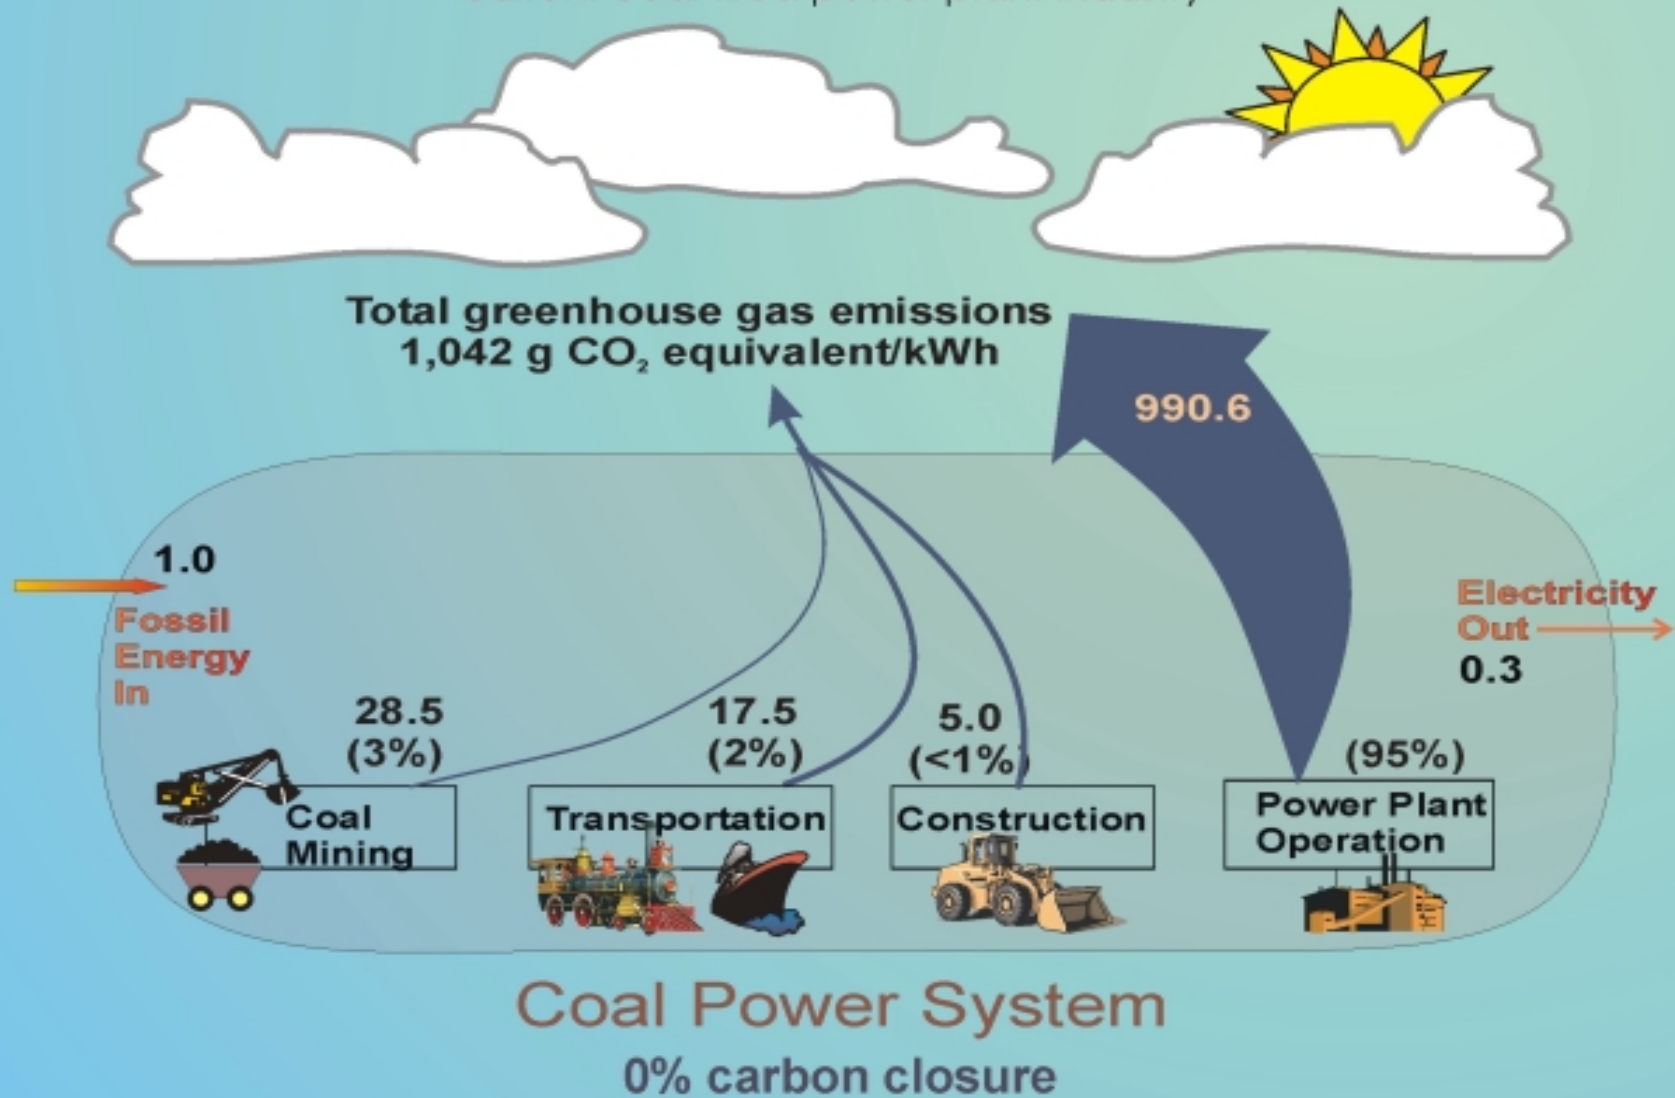 Total greenhouse gas emissions
1,042 g CO₂ equivalent/kWh
990.6
1.0
Fossil
Energy
In
Electricity
Out
0.3
28.5
(3%)
17.5
(2%)
5.0
(<1%)
(95%)
Coal
Mining
Transportation
Construction
Power Plant
Operation
Coal Power System
0% carbon closure